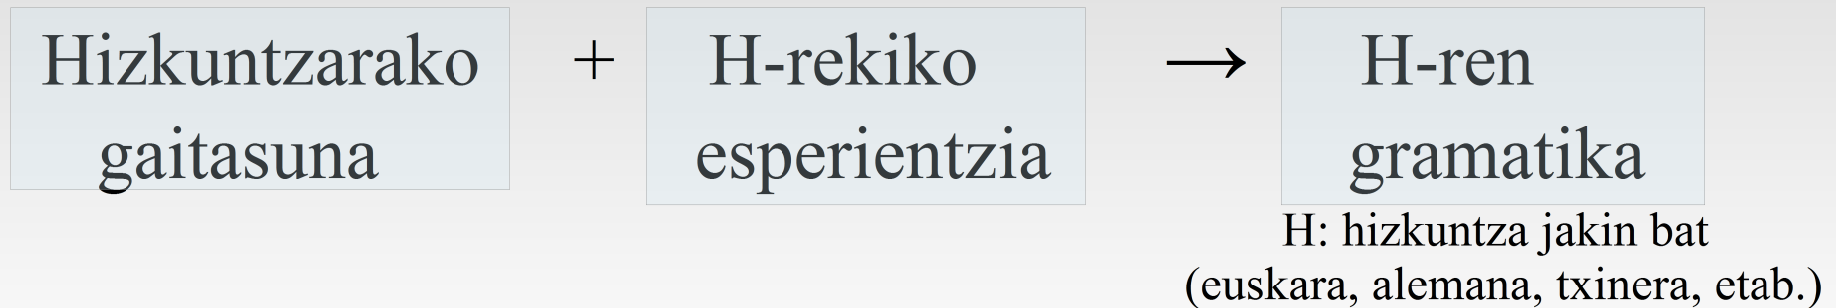 Hizkuntzarako + H-rekiko → H-ren
gaitasuna esperientzia gramatika
H: hizkuntza jakin bat
(euskara, alemana, txinera, etab.)